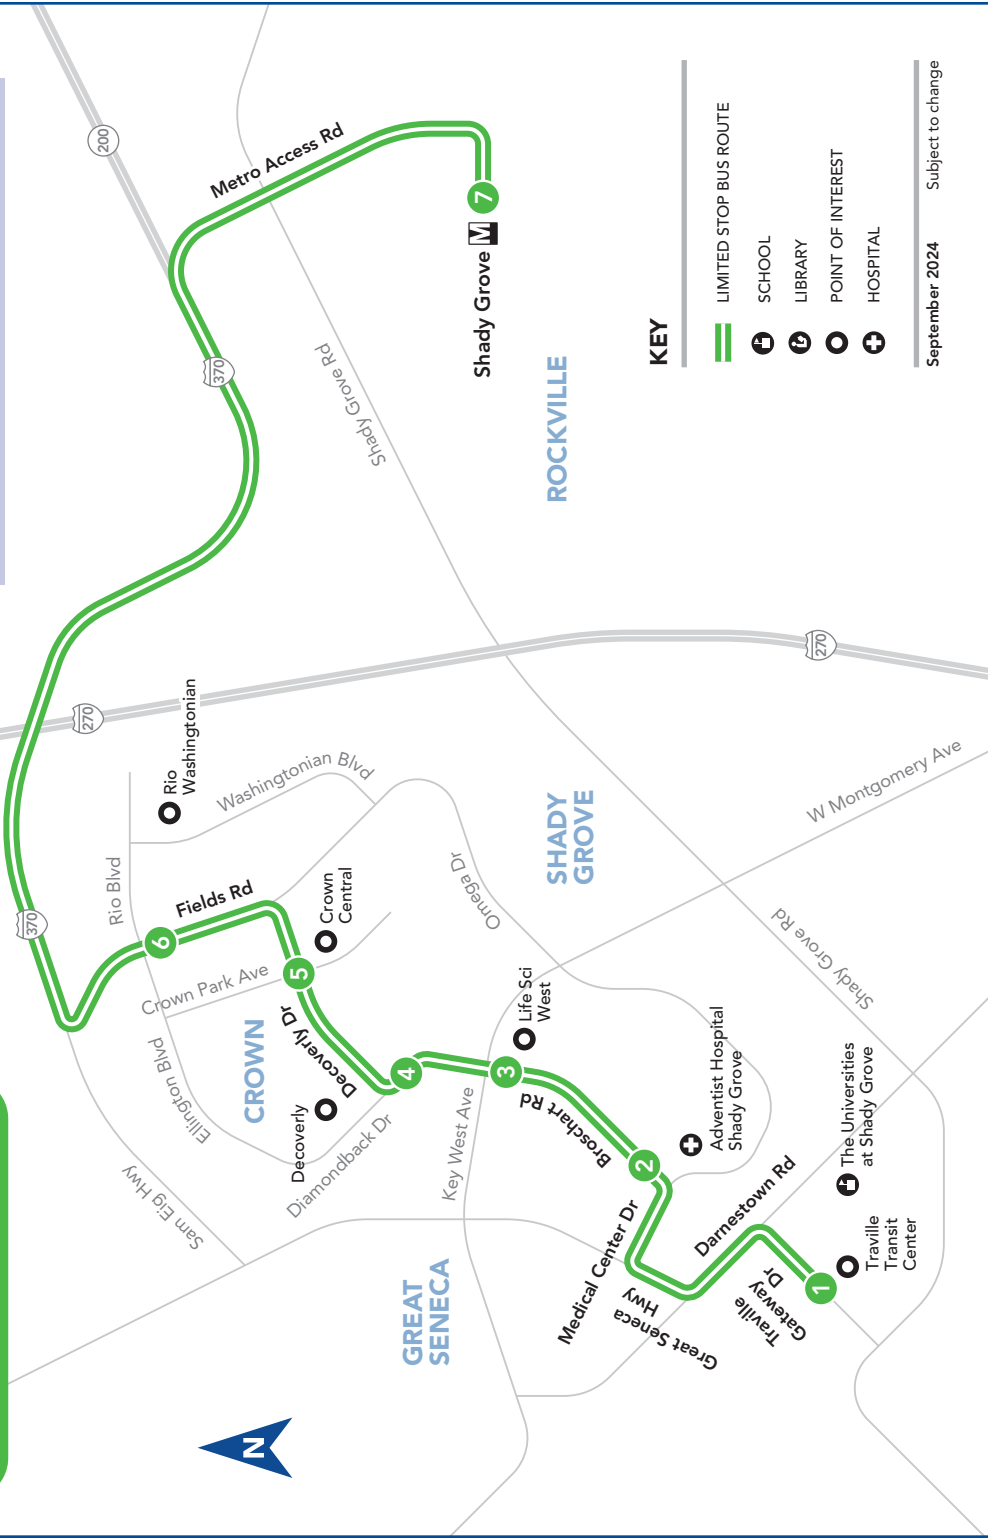 200
Metro Access Rd
7
Shady Grove M
370
Shady Grove Rd
ROCKVILLE
270
270
Rio
Washingtonian
Washingtonian Blvd
370
Rio Blvd
6
Fields Rd
Crown
Central
5
Crown Park Ave
CROWN
Decoverly Dr
Ellington Blvd
Decoverly
Diamondback Dr
Sam Eig Hwy
4
Omega Dr
SHADY
GROVE
W Montgomery Ave
Shady Grove Rd
Life Sci
West
3
Key West Ave
Broschart Rd
2
Adventist Hospital
Shady Grove
Medical Center Dr
Darnestown Rd
The Universities
at Shady Grove
Great Seneca
Hwy
Traville
Gateway
Dr
1
Traville
Transit
Center
GREAT
SENECA
N
KEY
LIMITED STOP BUS ROUTE
SCHOOL
LIBRARY
POINT OF INTEREST
HOSPITAL
September 2024
Subject to change